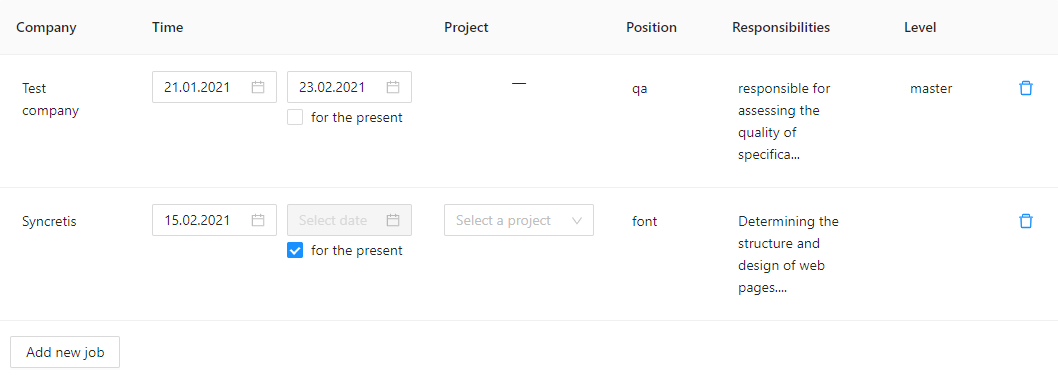 Company Time Project Position Responsibilities Level
Test company
21.01.2021 23.02.2021
for the present
—
qa
responsible for
assessing the
quality of
specifica...
master
Syncretis
15.02.2021 Select date
for the present
Select a project
font
Determining the
structure and
design of web
pages....
Add new job